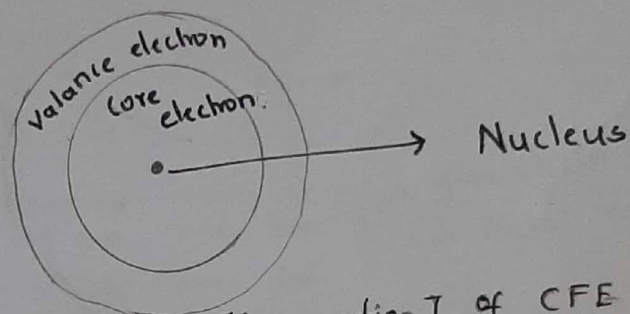 valance electron
core
electron.
Nucleus
of CFE